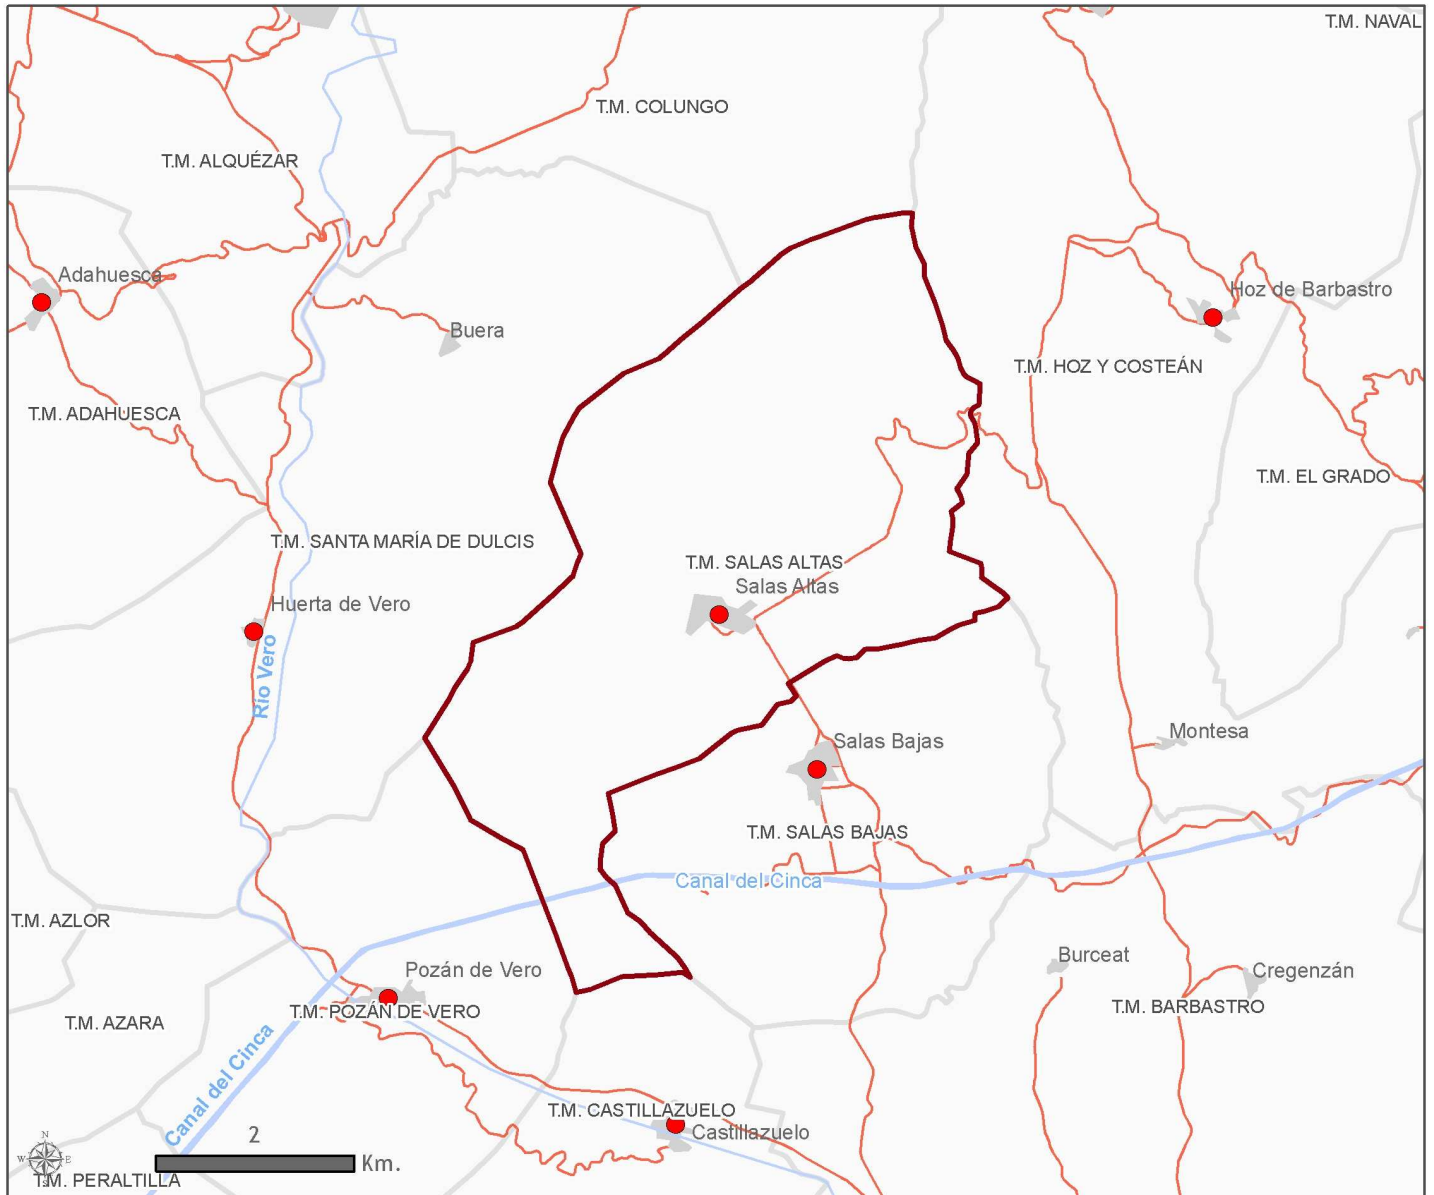 T.M. NAVAL
T.M. COLUNGO
T.M. ALQUÉZAR
Adahuesca
Hoz de Barbastro
Buera
T.M. HOZ Y COSTEÁN
T.M. ADAHUESCA
T.M. EL GRADO
T.M. SANTA MARÍA DE DULCIS
T.M. SALAS ALTAS
Salas Altas
Huerta de Vero
Río Vero
Montesa
Salas Bajas
T.M. SALAS BAJAS
Canal del Cinca
T.M. AZLOR
Burceat
Pozán de Vero
Cregenzán
T.M. BARBASTRO
T.M. POZÁN DE VERO
T.M. AZARA
Canal del Cinca
T.M. CASTILLAZUELO
Castillazuelo
2
Km.
N
W E
S
T.M. PERALTILLA